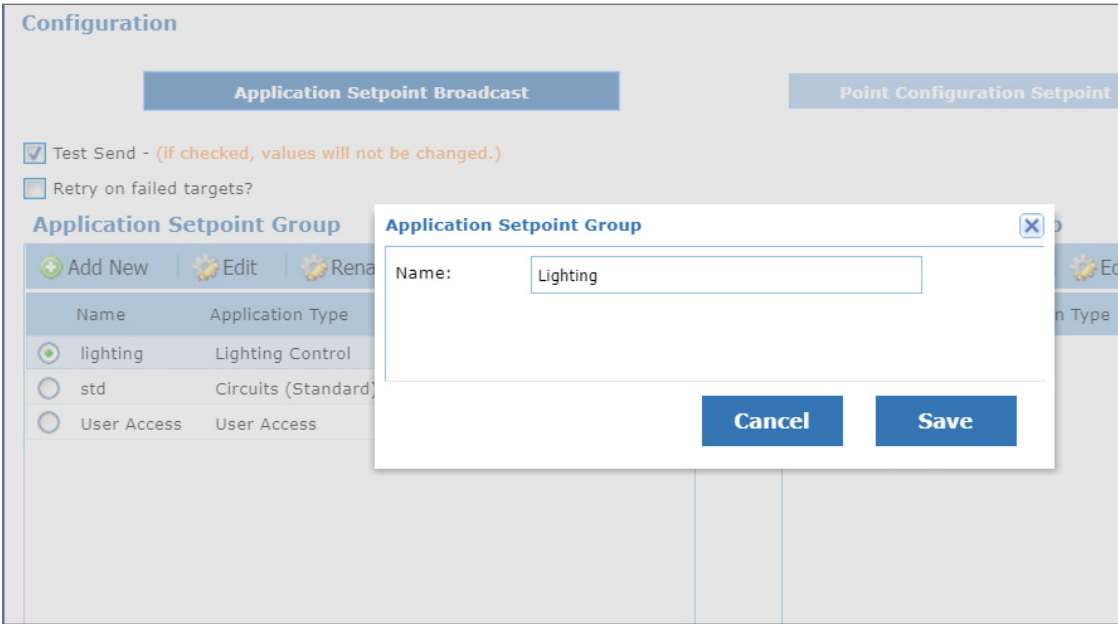 Configuration
Application Setpoint Broadcast
Point Configuration Setpoint
Test Send - (if checked, values will not be changed.)
Retry on failed targets?
Application Setpoint Group
Add New
Edit
Name
Application Type
lighting
Lighting Control
std
Circuits (Standard)
User Access
User Access
Application Setpoint Group
Name:
Lighting
Cancel
Save
Type